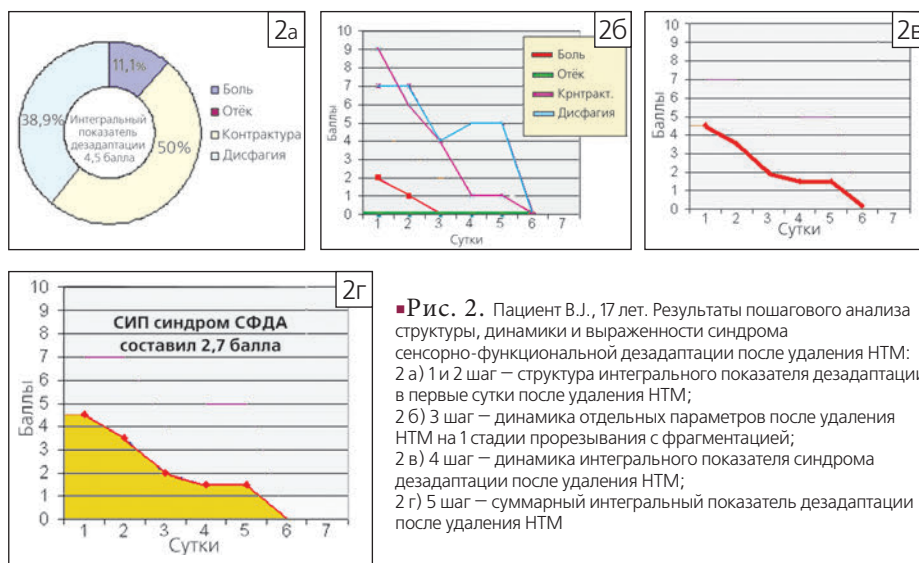 2а
11,1%
38,9%
50%
Интегральный
показатель
дезадаптации
4,5 балла
Боль
Отёк
Контрактура
Дисфагия
2б
10
9
8
7
6
5
4
3
2
1
0
Баллы
1 2 3 4 5 6 7
Сутки
Боль
Отёк
Крнтракт.
Дисфагия
2в
10
9
8
7
6
5
4
3
2
1
0
Баллы
1 2 3 4 5 6 7
Сутки
2г
10
9
8
7
6
5
4
3
2
1
0
Баллы
СИП синдром СФДА
составил 2,7 балла
1 2 3 4 5 6 7
Сутки
Рис. 2. Пациент B.J., 17 лет. Результаты пошагового анализа
структуры, динамики и выраженности синдрома
сенсорно-функциональной дезадаптации после удаления НТМ:
2 а) 1 и 2 шаг — структура интегрального показателя дезадаптаци
в первые сутки после удаления НТМ;
2 б) 3 шаг — динамика отдельных параметров после удаления
НТМ на 1 стадии прорезывания с фрагментацией;
2 в) 4 шаг — динамика интегрального показателя синдрома
дезадаптации после удаления НТМ;
2 г) 5 шаг — суммарный интегральный показатель дезадаптации
после удаления НТМ